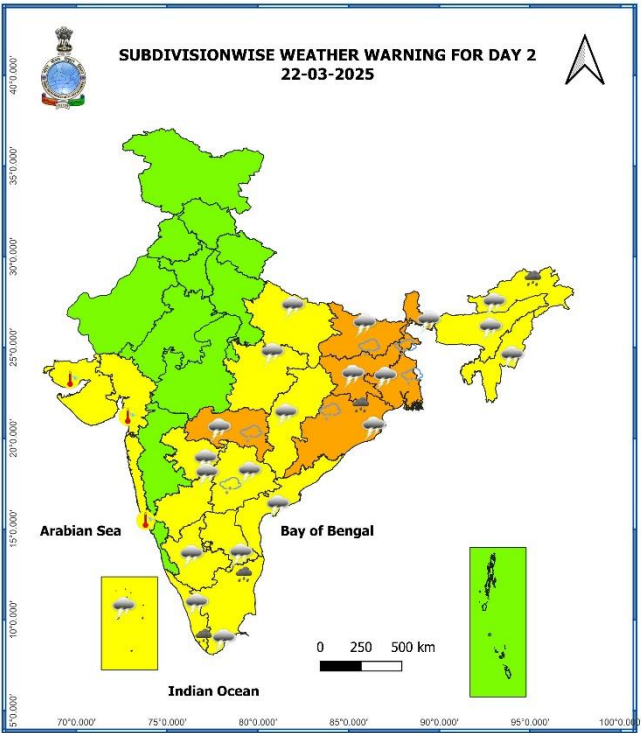 SUBDIVISIONWISE WEATHER WARNING FOR DAY 2
22-03-2025
40°0.000'
35°0.000'
30°0.000'
25°0.000'
20°0.000'
15°0.000'
10°0.000'
5°0.000'
Arabian Sea
Bay of Bengal
0 250 500 km
Indian Ocean
70°0.000' 75°0.000' 80°0.000' 85°0.000' 90°0.000' 95°0.000' 100°0.000'